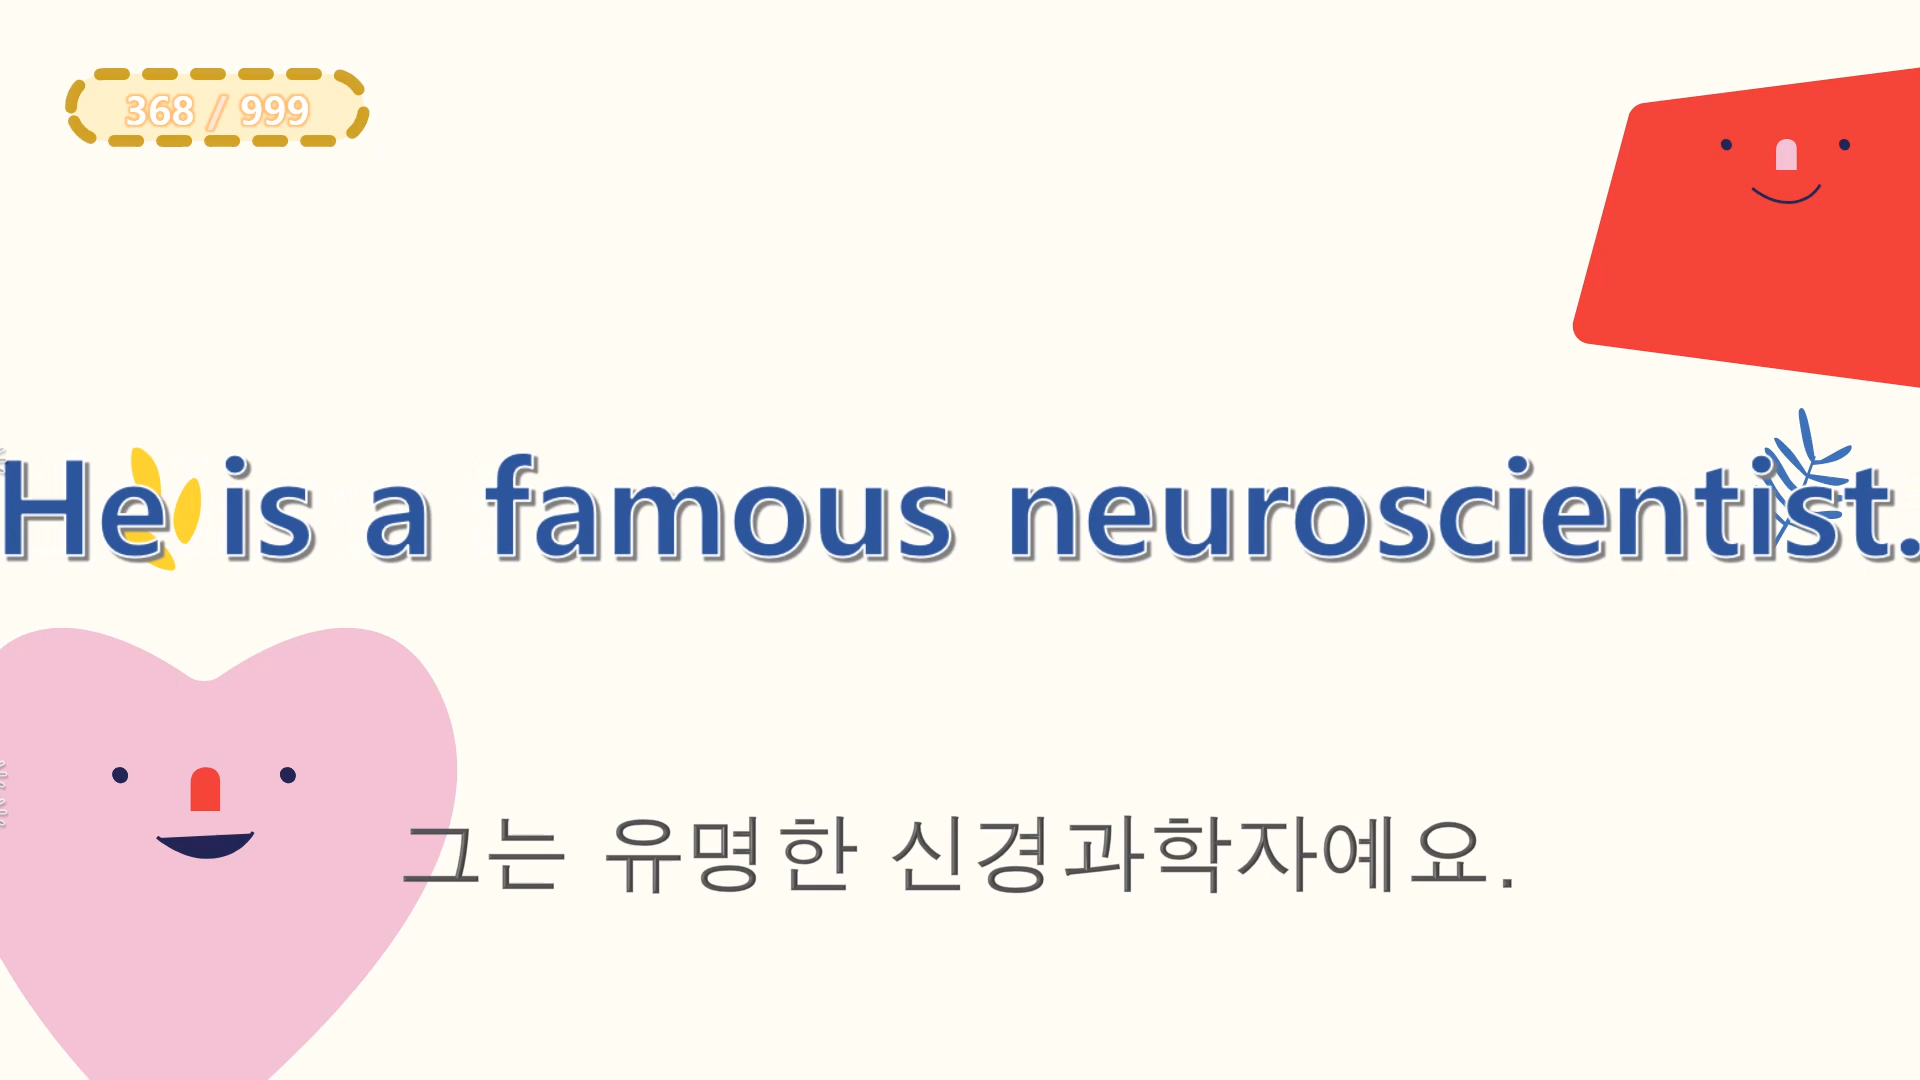 368 / 999
He is a famous neuroscientist.
그는 유명한 신경과학자예요.